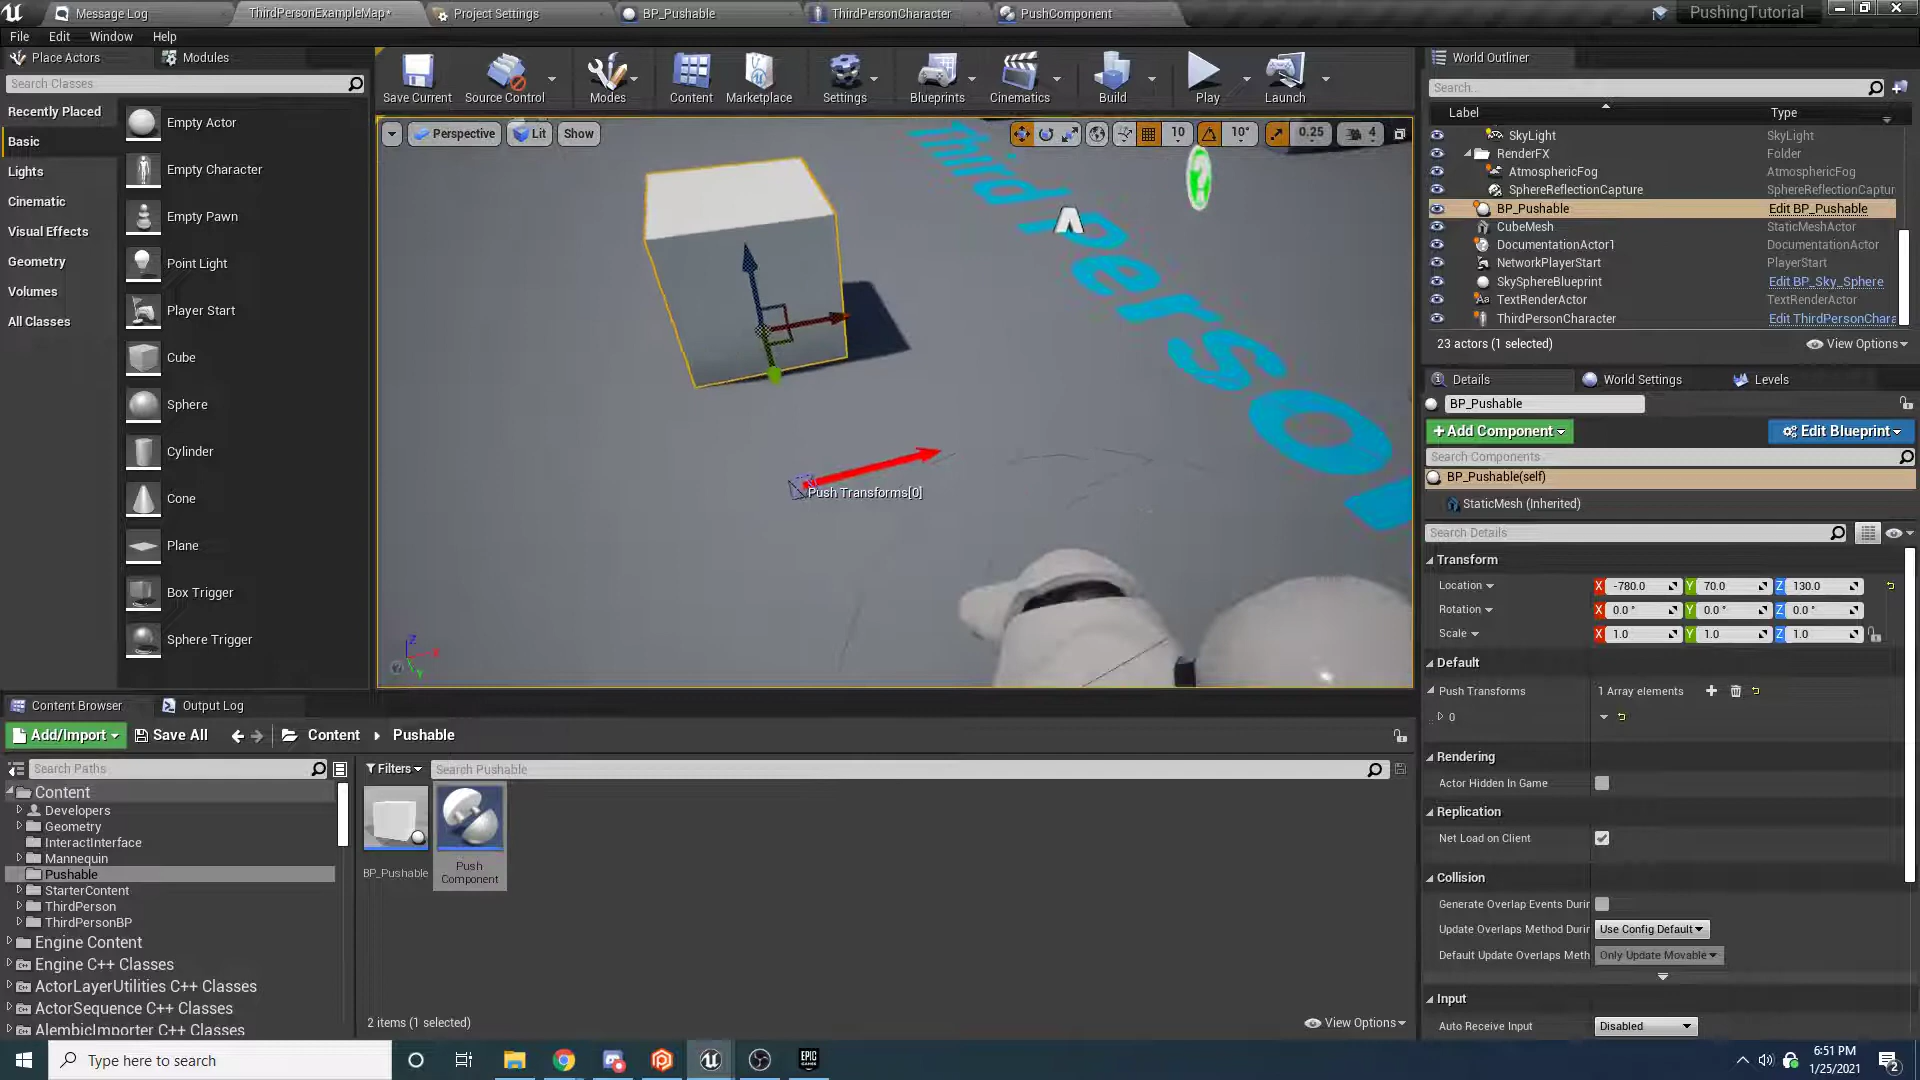 Message Log
ThirdPersonExampleMap*
Project Settings
BP_Pushable
ThirdPersonCharacter
PushComponent
PushingTutorial
File
Edit
Window
Help
Place Actors
Modules
Search Classes
Recently Placed
Basic
Lights
Cinematic
Visual Effects
Geometry
Volumes
All Classes
Empty Actor
Empty Character
Empty Pawn
Point Light
Player Start
Cube
Sphere
Cylinder
Cone
Plane
Box Trigger
Sphere Trigger
Save Current
Source Control
Modes
Content
Marketplace
Settings
Blueprints
Cinematics
Build
Play
Launch
Perspective
Lit
Show
10
10°
0.25
4
Third Person
Push Transforms[0]
Z
Y
World Outliner
Search...
Label
Type
SkyLight
SkyLight
RenderFX
Folder
AtmosphericFog
AtmosphericFog
SphereReflectionCapture
SphereReflectionCaptur
BP_Pushable
Edit BP_Pushable
CubeMesh
StaticMeshActor
DocumentationActor1
DocumentationActor
NetworkPlayerStart
PlayerStart
SkySphereBlueprint
Edit BP_Sky_Sphere
TextRenderActor
TextRenderActor
ThirdPersonCharacter
Edit ThirdPersonChara
23 actors (1 selected)
View Options
Details
World Settings
Levels
BP_Pushable
+Add Component
Edit Blueprint
Search Components
BP_Pushable(self)
StaticMesh (Inherited)
Search Details
Transform
Location
X -780.0
Y 70.0
Z 130.0
Rotation
X 0.0 °
Y 0.0 °
Z 0.0 °
Scale
X 1.0
Y 1.0
Z 1.0
Default
Push Transforms
1 Array elements
0
Rendering
Actor Hidden In Game
Replication
Net Load on Client
Collision
Generate Overlap Events Durin
Update Overlaps Method Durin
Use Config Default
Default Update Overlaps Meth
Only Update Movable
Input
Auto Receive Input
Disabled
Content Browser
Output Log
Add/Import
Save All
Content
Pushable
Search Paths
Filters
Search Pushable
Content
Developers
Geometry
InteractInterface
Mannequin
Pushable
StarterContent
ThirdPerson
ThirdPersonBP
Engine Content
Engine C++ Classes
ActorLayerUtilities C++ Classes
ActorSequence C++ Classes
AlembicImporter C++ Classes
BP_Pushable
Push
Component
2 items (1 selected)
View Options
Type here to search
EPIC
GAMES
6:51 PM
1/25/2021
2